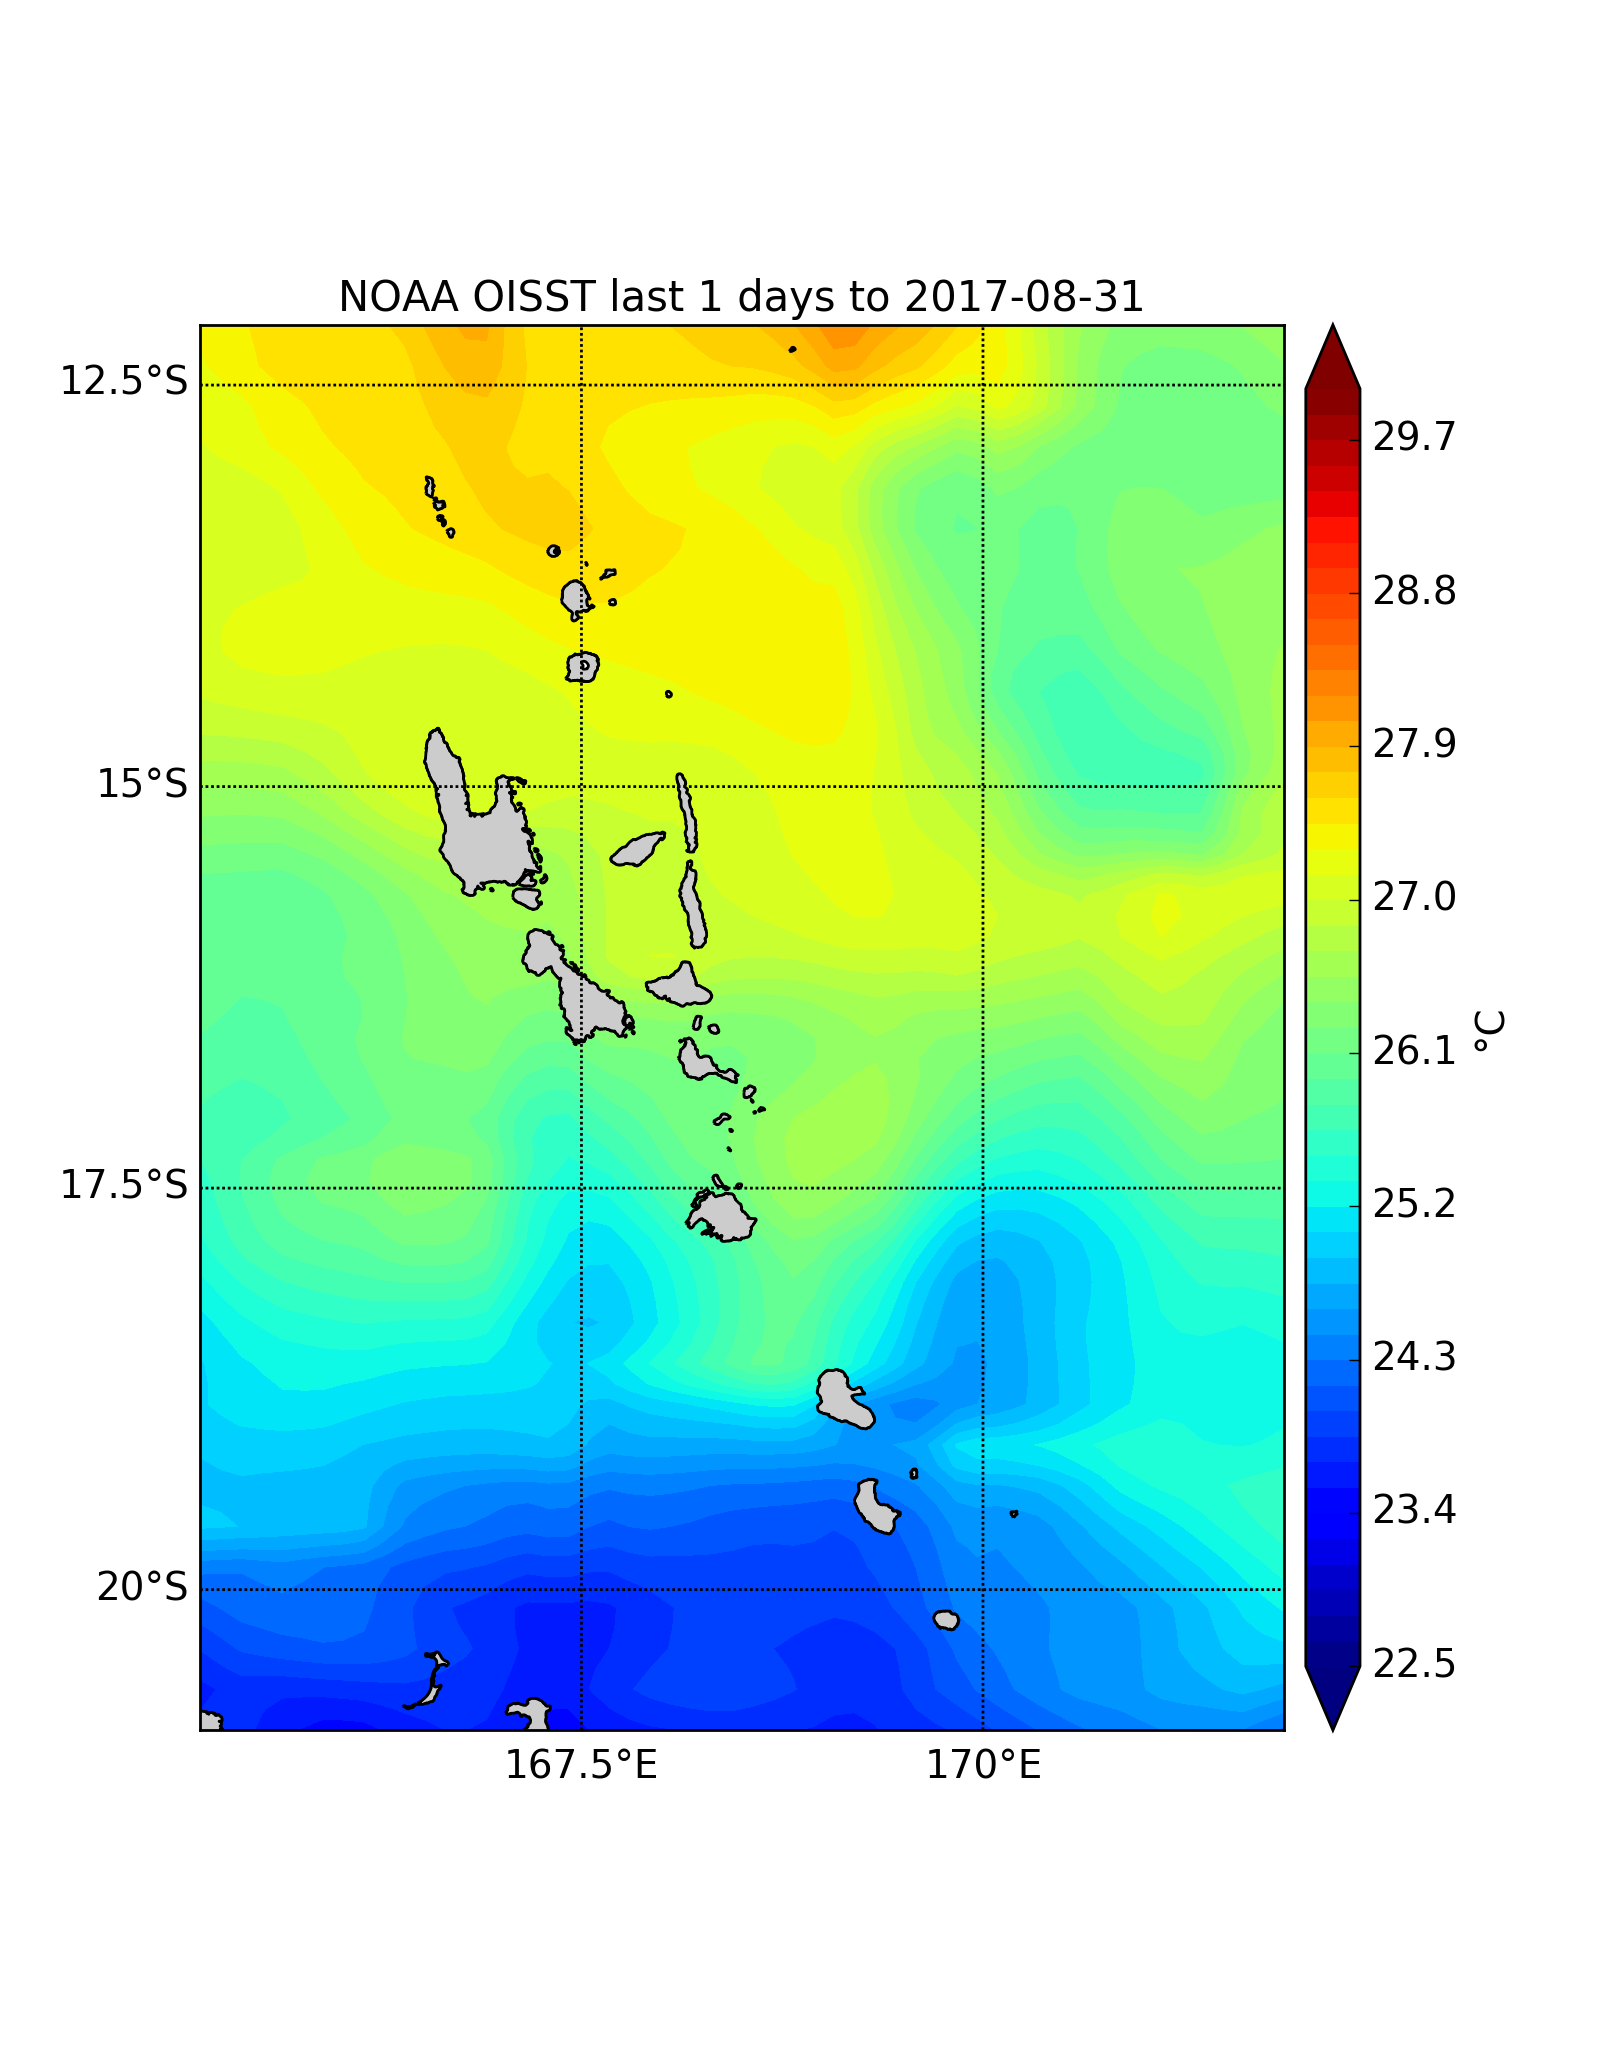 NOAA OISST last 1 days to 2017-08-31
12.5°S
15°S
17.5°S
20°S
167.5°E
170°E
29.7
28.8
27.9
27.0
26.1
25.2
24.3
23.4
22.5
°C